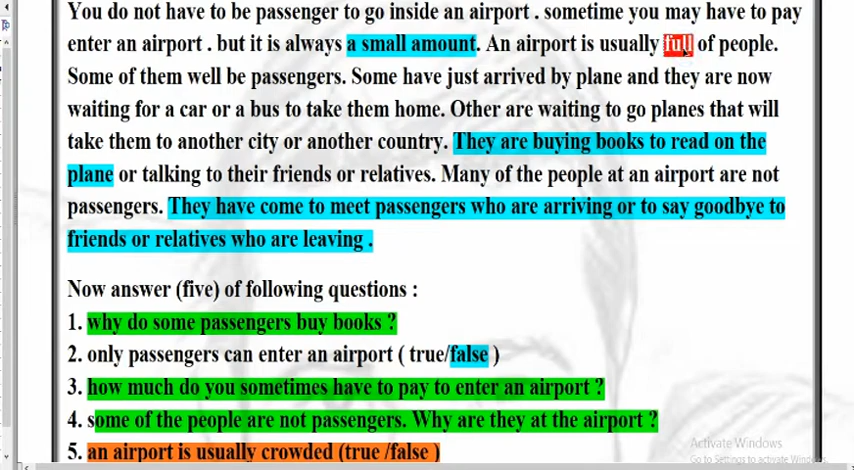 You do not have to be passenger to go inside an airport . sometime you may have to pay
enter an airport . but it is always a small amount. An airport is usually full of people.
Some of them well be passengers. Some have just arrived by plane and they are now
waiting for a car or a bus to take them home. Other are waiting to go planes that will
take them to another city or another country. They are buying books to read on the
plane or talking to their friends or relatives. Many of the people at an airport are not
passengers. They have come to meet passengers who are arriving or to say goodbye to
friends or relatives who are leaving .
Now answer (five) of following questions :
1. why do some passengers buy books ?
2. only passengers can enter an airport ( true/false )
3. how much do you sometimes have to pay to enter an airport ?
4. some of the people are not passengers. Why are they at the airport ?
5. an airport is usually crowded (true /false )
Activate Windows
Go to Settings to activate Windows.